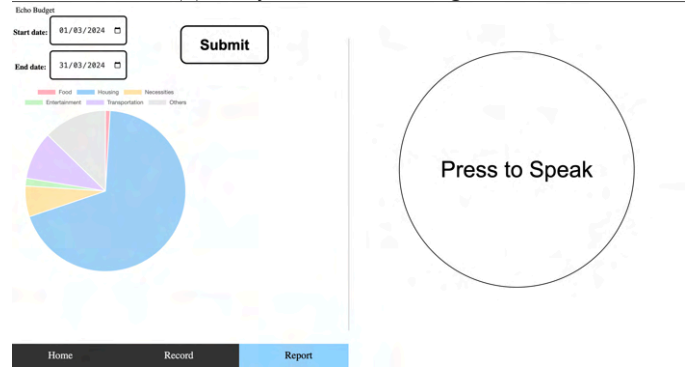 Echo Budget
Start date: 01/03/2024
Submit
End date: 31/03/2024
Food Housing Necessities
Entertainment Transportation Others
Press to Speak
Home Record Report